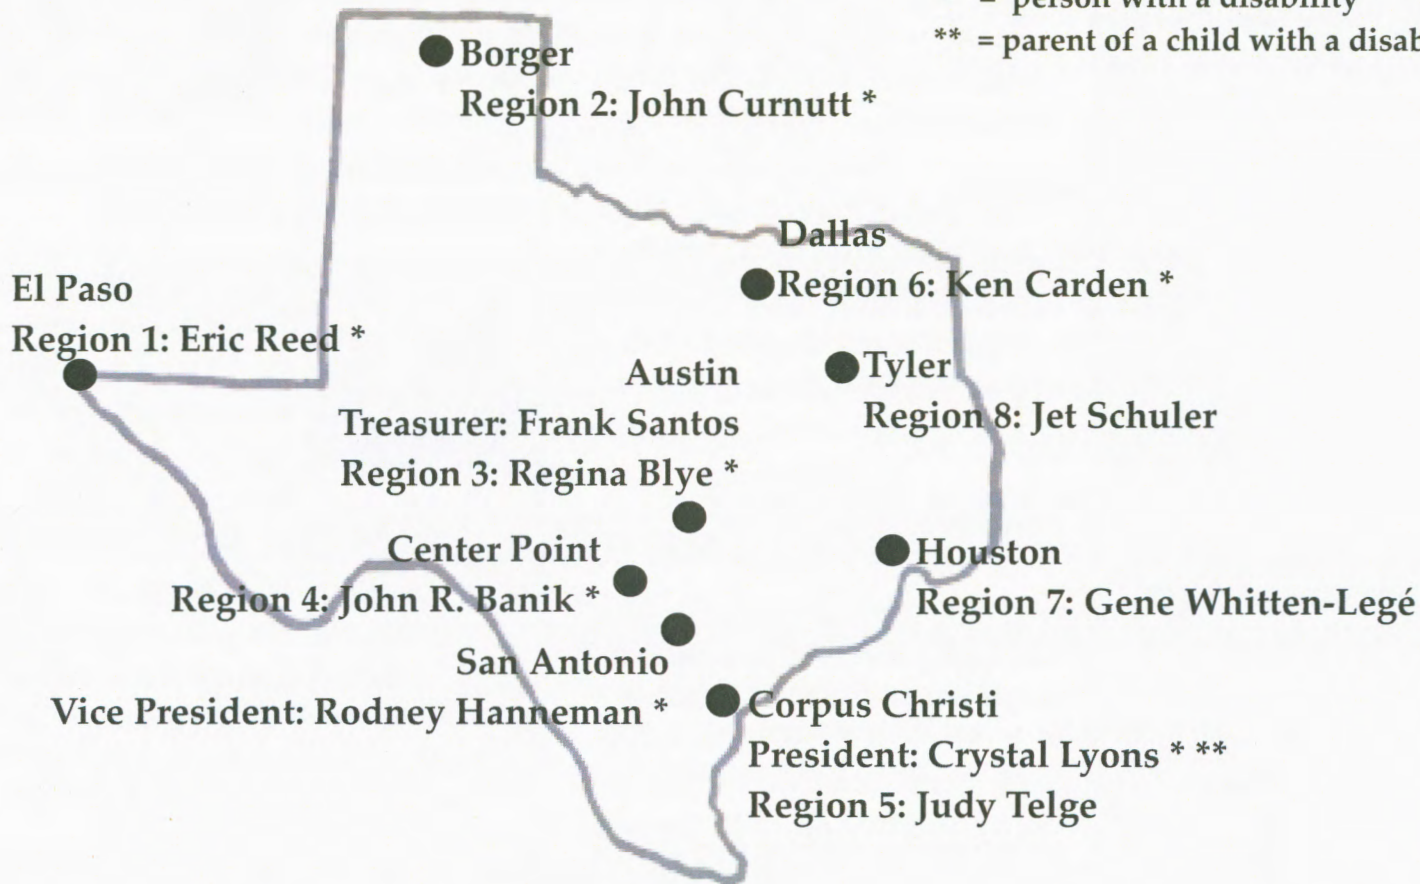 = person with a disability
** = parent of a child with a disab
Borger
Region 2: John Curnutt *
Dallas
Region 6: Ken Carden *
El Paso
Region 1: Eric Reed *
Austin
Treasurer: Frank Santos
Region 3: Regina Blye *
Tyler
Region 8: Jet Schuler
Center Point
Region 4: John R. Banik *
Houston
Region 7: Gene Whitten-Legé
San Antonio
Vice President: Rodney Hanneman *
Corpus Christi
President: Crystal Lyons * **
Region 5: Judy Telge